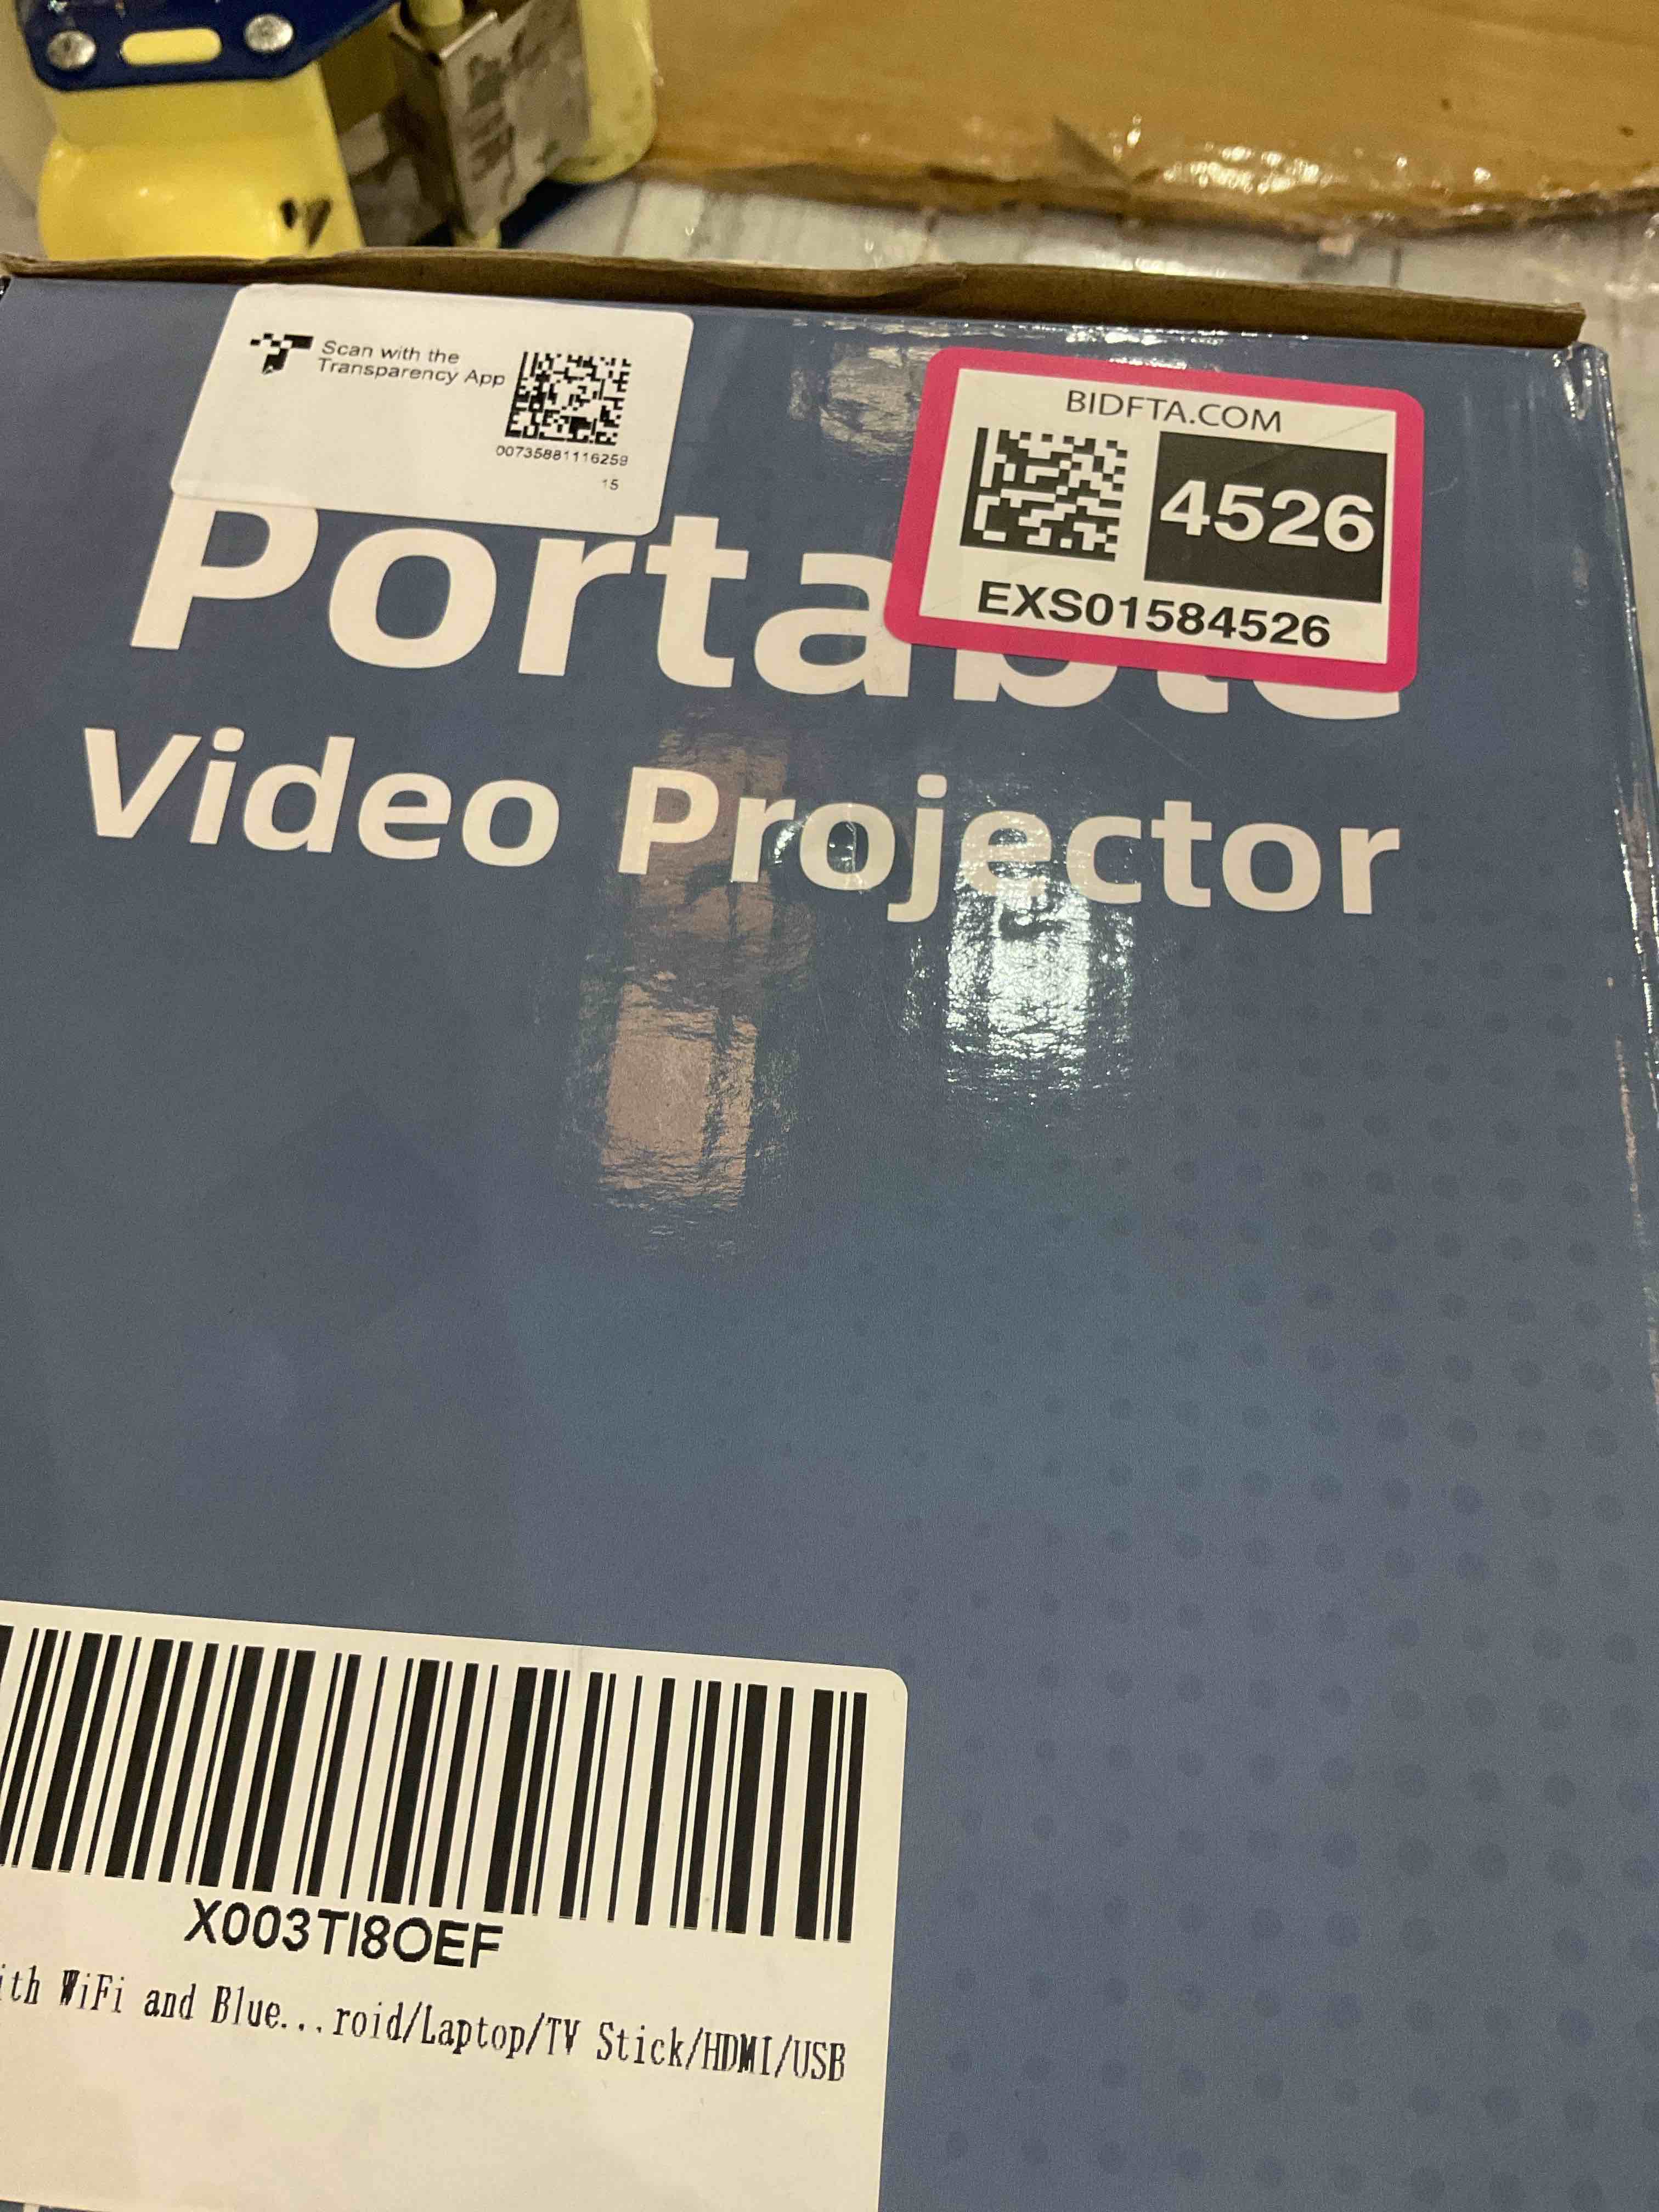 Scan with the
Transparency App
00735881116259
15
BIDFTA.COM
4526
EXS01584526
Portable
Video Projector
X003TI8OEF
ith WiFi and Blue...roid/Laptop/TV Stick/HDMI/USB